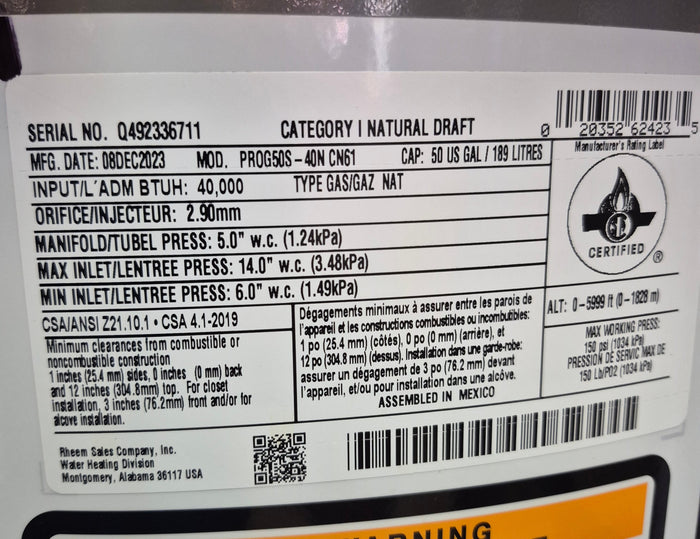 SERIAL NO. Q492336711 CATEGORY I NATURAL DRAFT
0 20352 62423 5
MFG. DATE: 08DEC2023 MOD. PROG50S-40N CN61 CAP: 50 US GAL / 189 LITRES
Manufacturer's Rating Label
INPUT/L'ADM BTUH: 40,000 TYPE GAS/GAZ NAT
ORIFICE/INJECTEUR: 2.90mm
MANIFOLD/TUBEL PRESS: 5.0" w.c. (1.24kPa)
MAX INLET/LENTREE PRESS: 14.0" w.c. (3.48kPa)
MIN INLET/LENTREE PRESS: 6.0" w.c. (1.49kPa)
CERTIFIED ®
CSA/ANSI Z21.10.1 • CSA 4.1-2019
Minimum clearances from combustible or
noncombustible construction
1 inches (25.4 mm) sides, 0 inches (0 mm) back
and 12 inches (304.8mm) top. For closet
installation, 3 inches (76.2mm) front and/or for
alcove installation.
Dégagements minimaux à assurer entre les parois de
l'appareil et les constructions combustibles ou incombutibles:
1 po (25.4 mm) (côtés), 0 po (0 mm) (arrière), et
12 po (304.8 mm) (dessus). Installation dans une garde-robe:
assurer un dégagement de 3 po (76.2 mm) devant
l'appareil, et/ou pour installation dans une alcôve.
ASSEMBLED IN MEXICO
ALT: 0-5999 ft (0-1828 m)
MAX WORKING PRESS:
150 psi (1034 kPa)
PRESSION DE SERVIC MAX DE
150 Lb/PO2 (1034 kPa)
Rheem Sales Company, Inc.
Water Heating Division
Montgomery, Alabama 36117 USA
WARNING